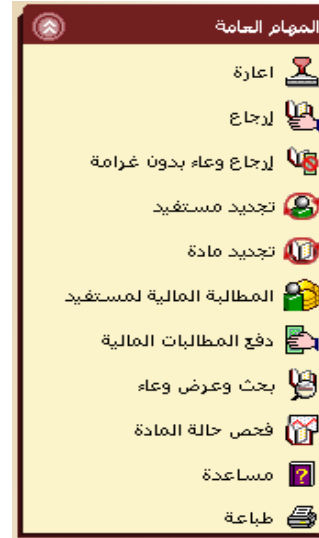 المهام العامة
اعارة
إرجاع
إرجاع وعاء بدون غرامة
تجديد مستفيد
تجديد مادة
المطالبة المالية لمستفيد
دفع المطالبات المالية
بحث وعرض وعاء
فحص حالة المادة
مساعدة
طباعة